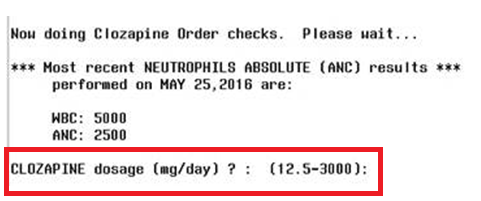 Now doing Clozapine Order checks.  Please wait...
*** Most recent NEUTROPHILS ABSOLUTE (ANC) results ***
performed on MAY 25,2016 are:
WBC: 5000
ANC: 2500
CLOZAPINE dosage (mg/day) ? :  (12.5-3000):